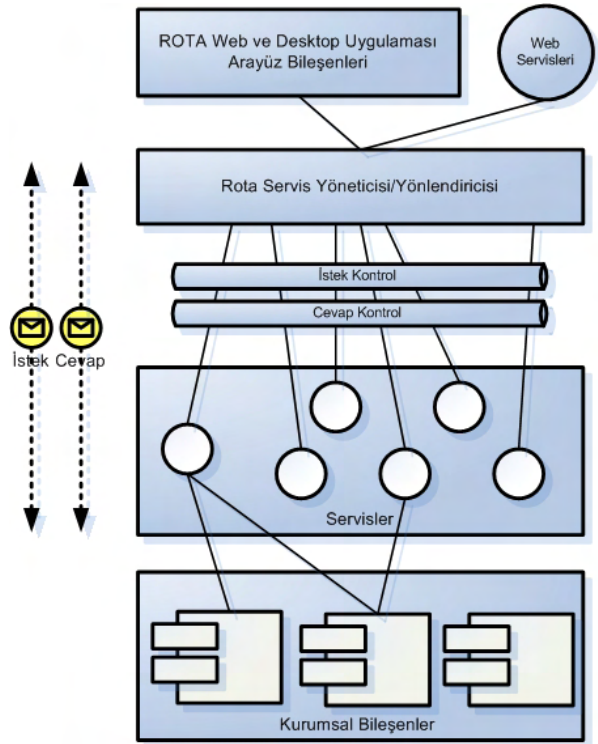 ROTA Web ve Desktop Uygulaması
Arayüz Bileşenleri
Web
Servisleri
Rota Servis Yöneticisi/Yönlendiricisi
İstek Kontrol
Cevap Kontrol
İstek Cevap
Servisler
Kurumsal Bileşenler